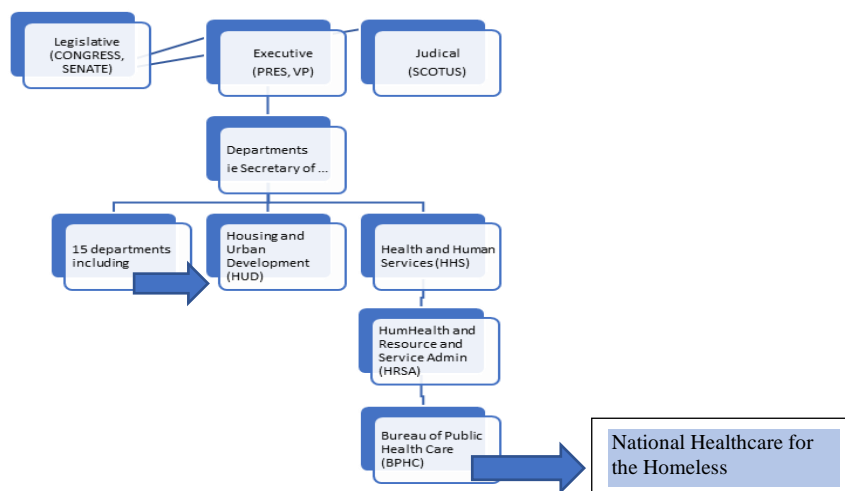 Legislative
(CONGRESS,
SENATE)
Executive
(PRES, VP)
Judical
(SCOTUS)
Departments
ie Secretary of ...
15 departments
including
Housing and
Urban
Development
(HUD)
Health and Human
Services (HHS)
HumHealth and
Resource and
Service Admin
(HRSA)
Bureau of Public
Health Care
(BPHC)
National Healthcare for
the Homeless